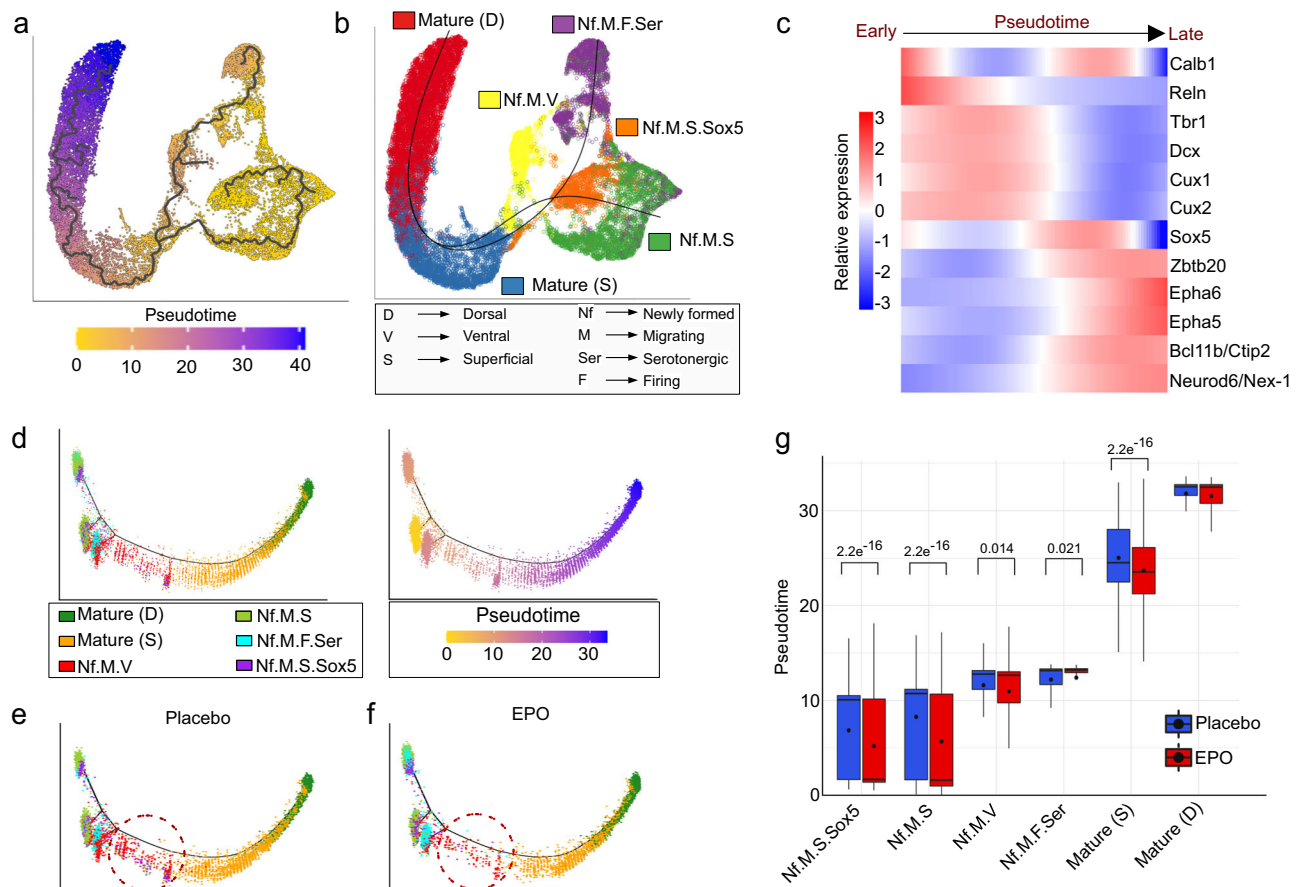 a
Pseudotime
0 10 20 30 40
b
Mature (D)
Nf.M.F.Ser
Nf.M.V
Nf.M.S.Sox5
Nf.M.S
Mature (S)
D Dorsal
V Ventral
S Superficial
Nf Newly formed
M Migrating
Ser Serotonergic
F Firing
c
Early Pseudotime Late
Relative expression
3
2
1
0
-1
-2
-3
Calb1
Reln
Tbr1
Dcx
Cux1
Cux2
Sox5
Zbtb20
Epha6
Epha5
Bcl11b/Ctip2
Neurod6/Nex-1
d
Mature (D)
Mature (S)
Nf.M.V
Nf.M.S
Nf.M.F.Ser
Nf.M.S.Sox5
Pseudotime
0 10 20 30
e
Placebo
f
EPO
g
Pseudotime
30
20
10
0
2.2e-16
2.2e-16
0.014
0.021
2.2e-16
Placebo
EPO
Nf.M.S.Sox5
Nf.M.S
Nf.M.V
Nf.M.F.Ser
Mature (S)
Mature (D)